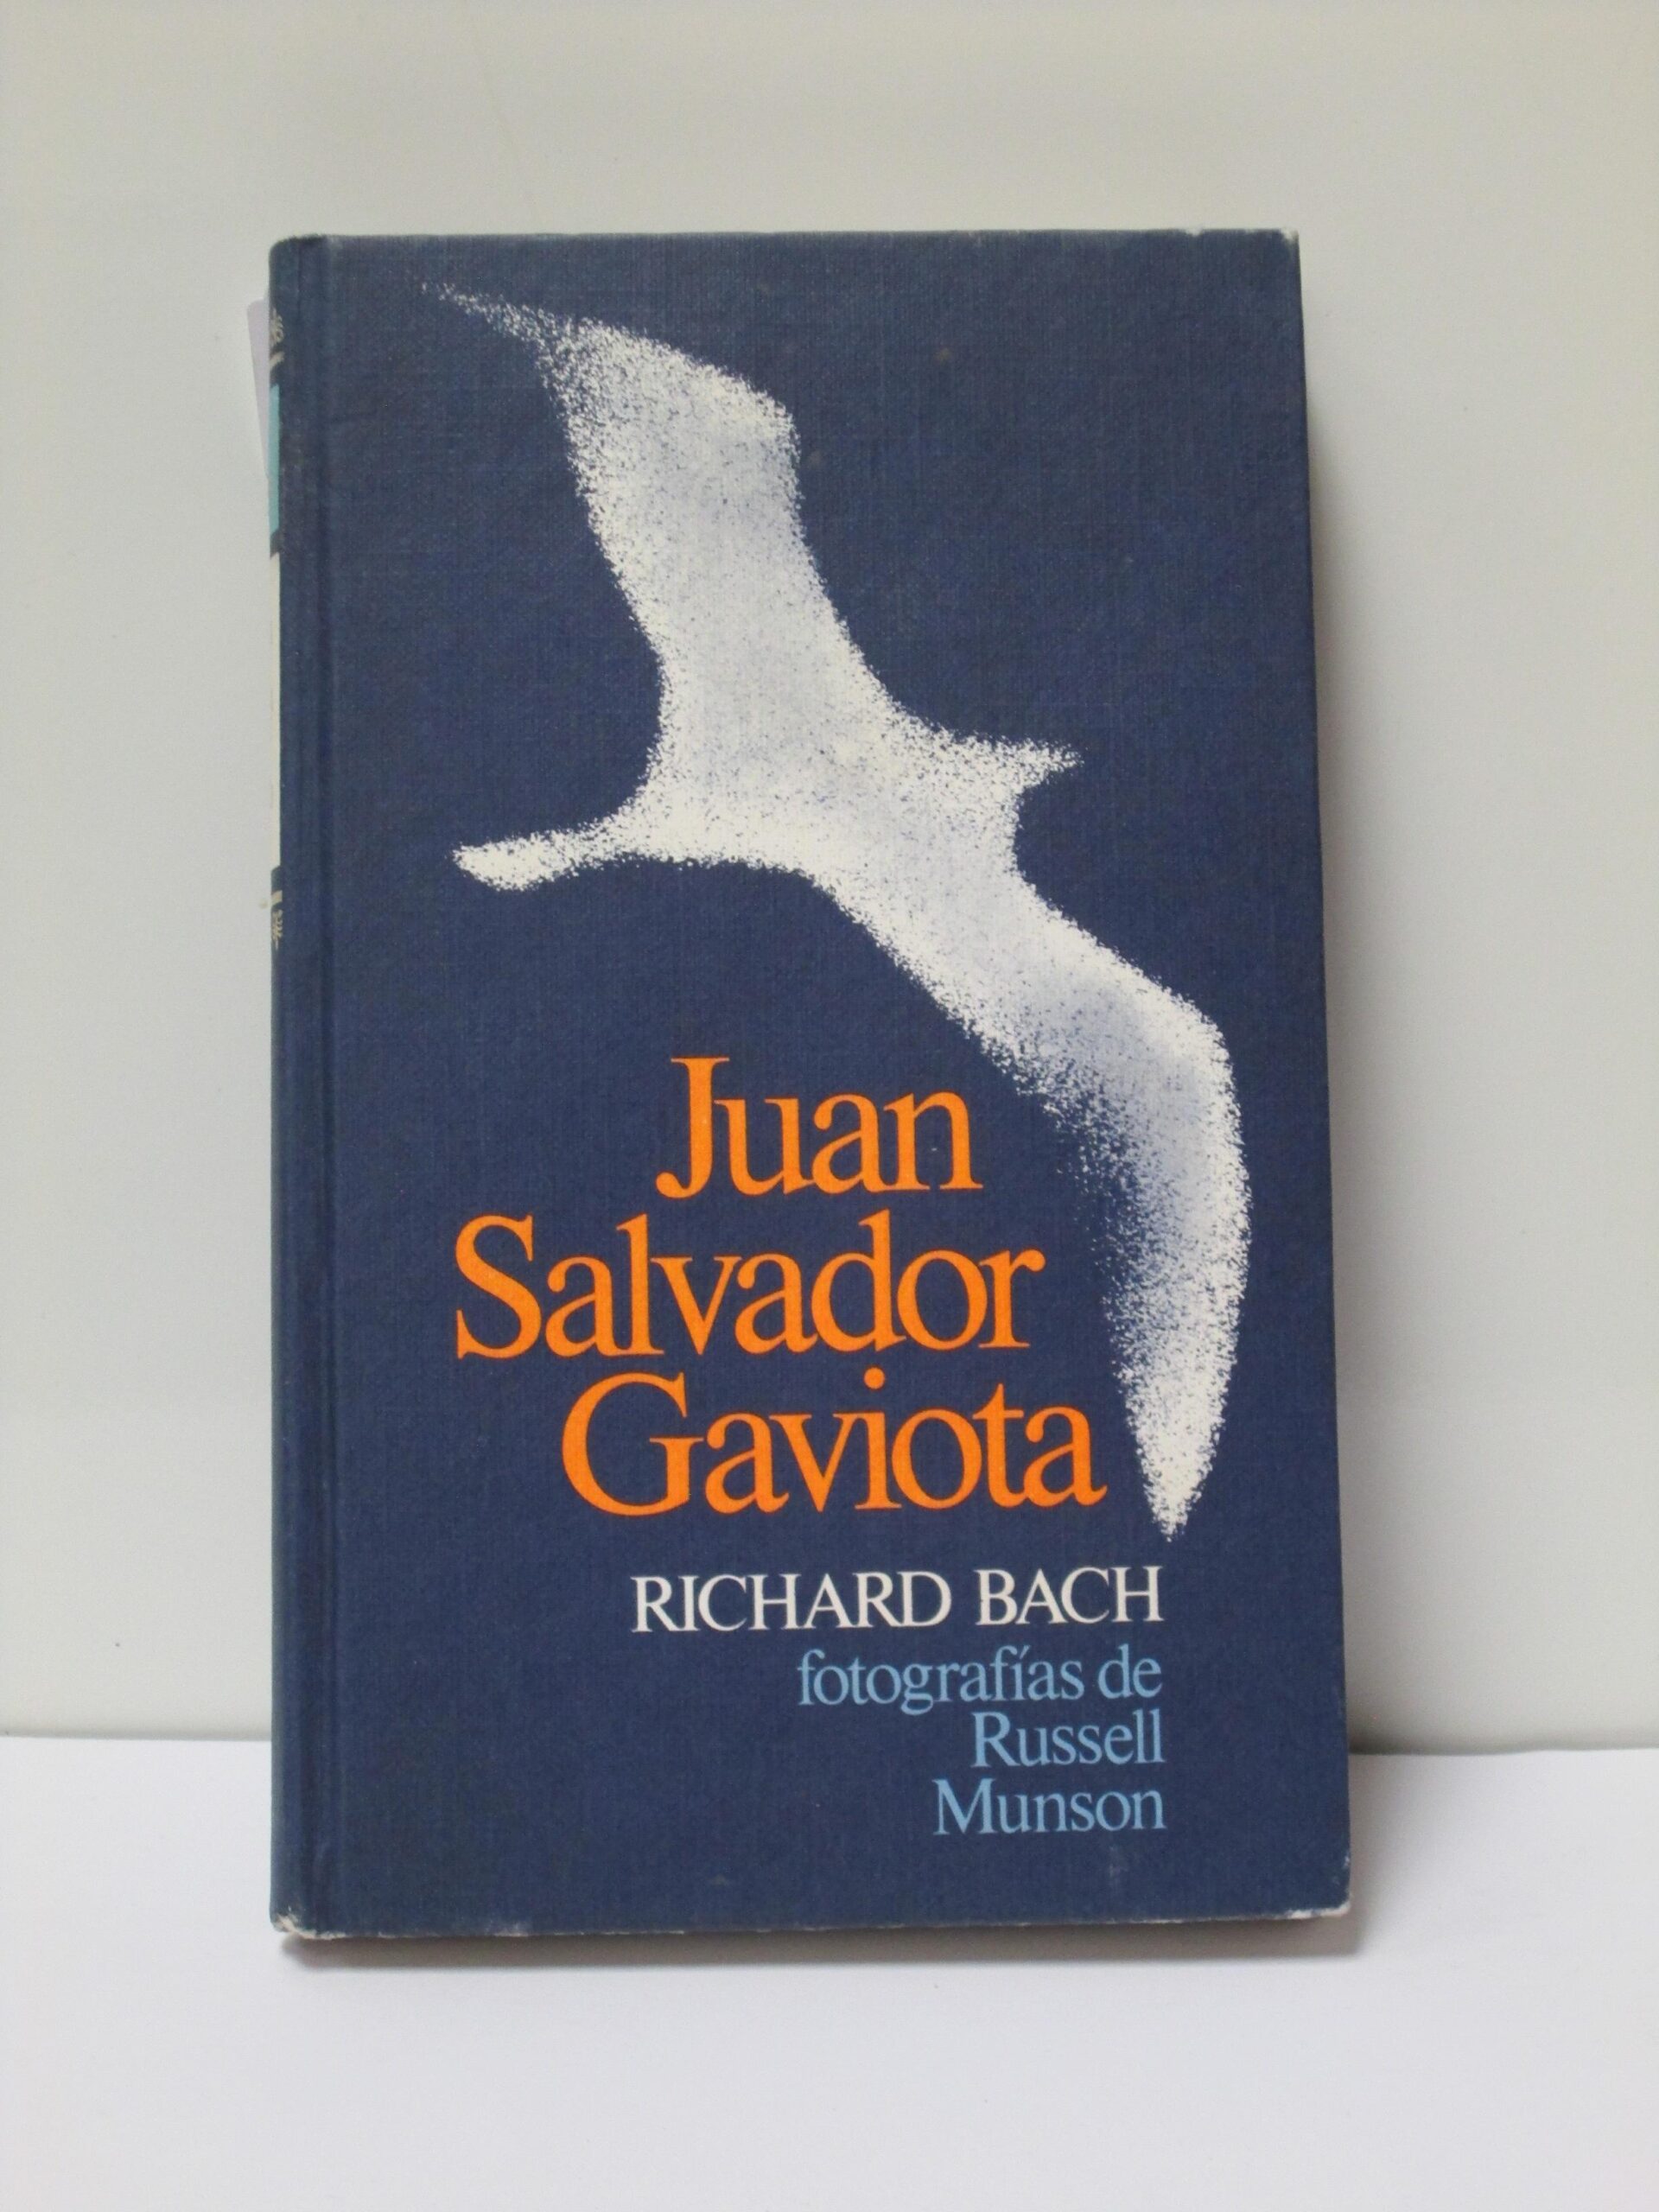 Juan
Salvador
Gaviota
RICHARD BACH
fotografías de
Russell
Munson